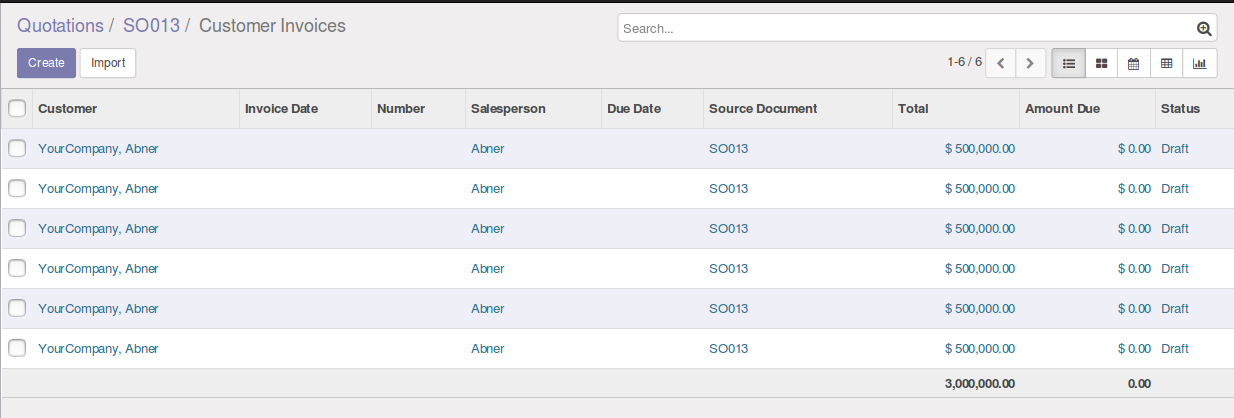 Quotations / SO013 / Customer Invoices
Search...
Create Import
1-6 / 6
Customer Invoice Date Number Salesperson Due Date Source Document Total Amount Due Status
YourCompany, Abner Abner SO013 $ 500,000.00 $ 0.00 Draft
YourCompany, Abner Abner SO013 $ 500,000.00 $ 0.00 Draft
YourCompany, Abner Abner SO013 $ 500,000.00 $ 0.00 Draft
YourCompany, Abner Abner SO013 $ 500,000.00 $ 0.00 Draft
YourCompany, Abner Abner SO013 $ 500,000.00 $ 0.00 Draft
YourCompany, Abner Abner SO013 $ 500,000.00 $ 0.00 Draft
3,000,000.00 0.00